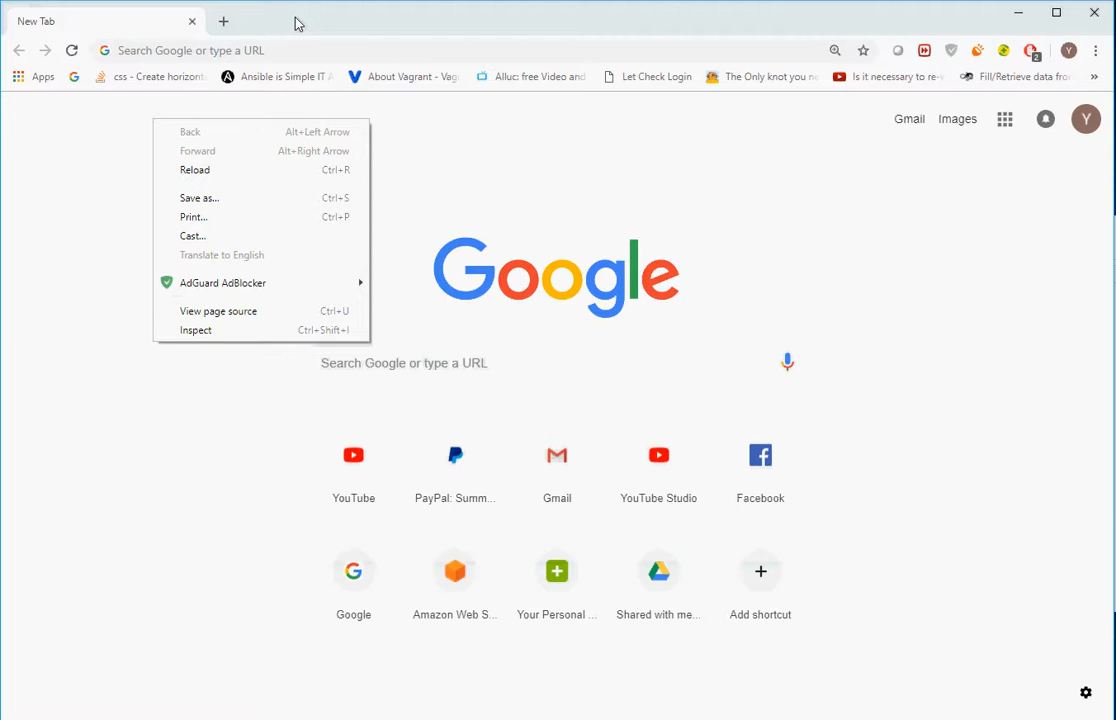 New Tab
Search Google or type a URL
2
Y
Apps
css - Create horizont
Ansible is Simple IT A
About Vagrant - Vag
Alluc: free Video and
Let Check Login
The Only knot you ne
Is it necessary to re-w
Fill/Retrieve data from
»
Gmail Images
Y
Back Alt+Left Arrow
Forward Alt+Right Arrow
Reload Ctrl+R
Save as... Ctrl+S
Print... Ctrl+P
Cast...
Translate to English
AdGuard AdBlocker
View page source Ctrl+U
Inspect Ctrl+Shift+I
Google
Search Google or type a URL
YouTube PayPal: Summ... Gmail YouTube Studio Facebook
Google Amazon Web S... Your Personal ... Shared with me... Add shortcut